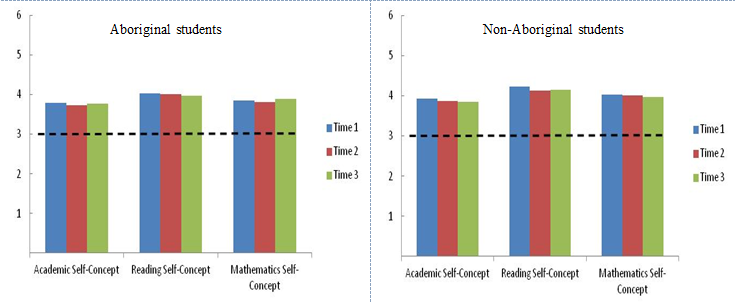 Aboriginal students
6
5
4
3
2
1
Time 1
Time 2
Time 3
Academic Self-Concept
Reading Self-Concept
Mathematics Self-
Concept
Non-Aboriginal students
6
5
4
3
2
1
Time 1
Time 2
Time 3
Academic Self-Concept
Reading Self-Concept
Mathematics Self-
Concept